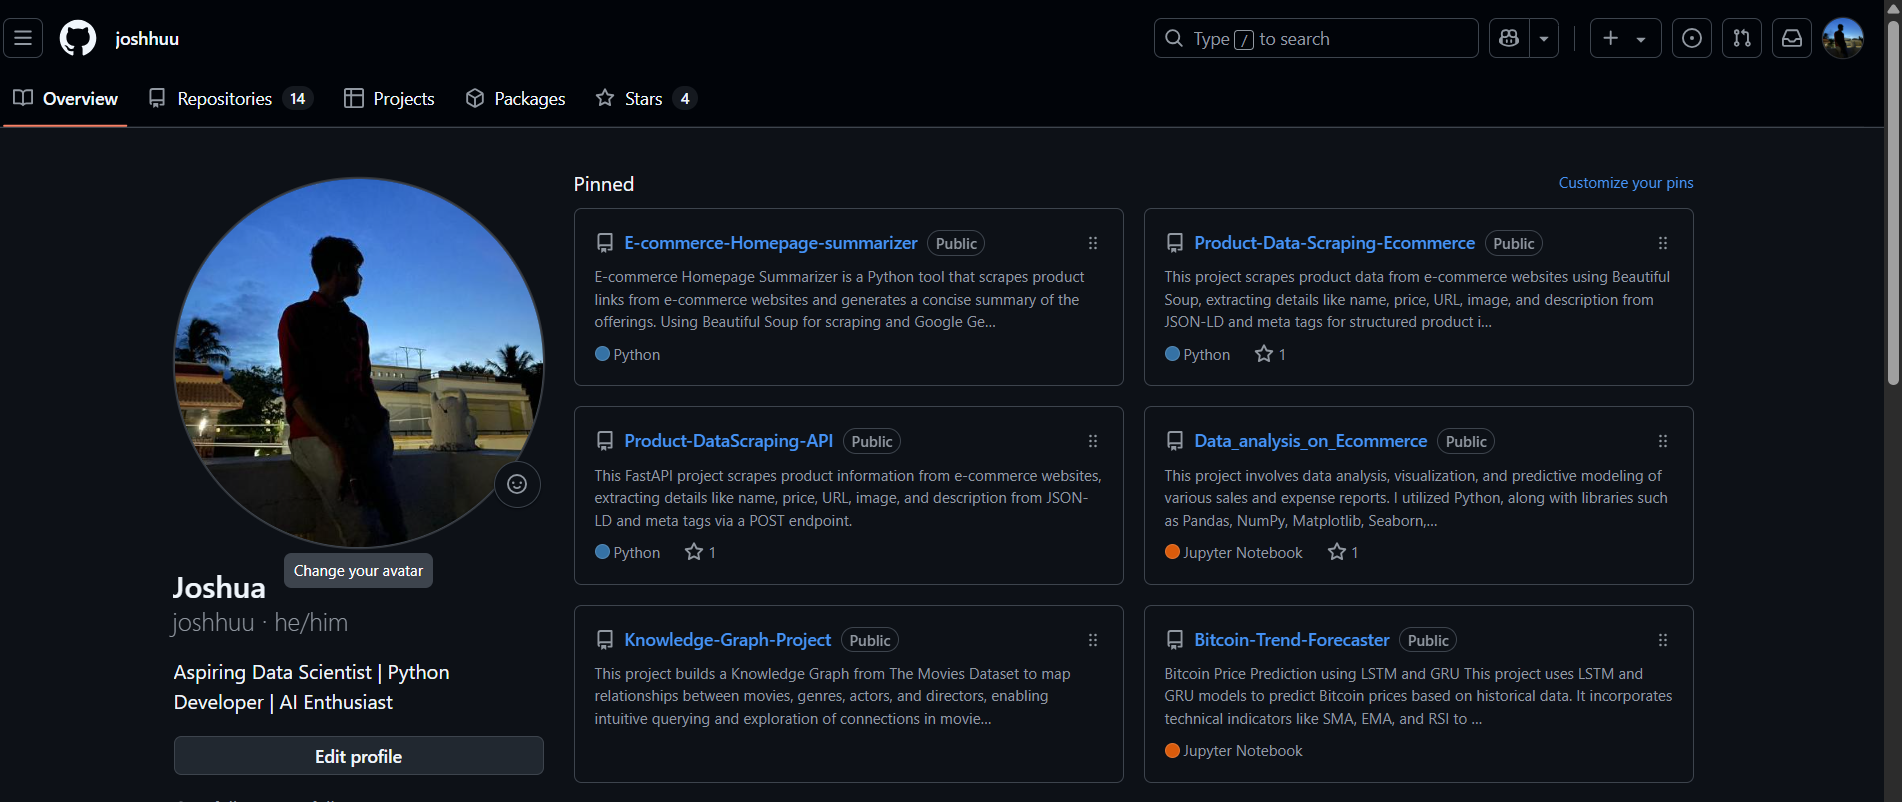 joshhuu
Type / to search
Overview
Repositories 14
Projects
Packages
Stars 4
Change your avatar
Joshua
joshhuu · he/him
Aspiring Data Scientist | Python
Developer | AI Enthusiast
Edit profile
Pinned
Customize your pins
E-commerce-Homepage-summarizer Public
E-commerce Homepage Summarizer is a Python tool that scrapes product
links from e-commerce websites and generates a concise summary of the
offerings. Using Beautiful Soup for scraping and Google Ge...
Python
Product-Data-Scraping-Ecommerce Public
This project scrapes product data from e-commerce websites using Beautiful
Soup, extracting details like name, price, URL, image, and description from
JSON-LD and meta tags for structured product i...
Python 1
Product-DataScraping-API Public
This FastAPI project scrapes product information from e-commerce websites,
extracting details like name, price, URL, image, and description from JSON-
LD and meta tags via a POST endpoint.
Python 1
Data_analysis_on_Ecommerce Public
This project involves data analysis, visualization, and predictive modeling of
various sales and expense reports. I utilized Python, along with libraries such
as Pandas, NumPy, Matplotlib, Seaborn,...
Jupyter Notebook 1
Knowledge-Graph-Project Public
This project builds a Knowledge Graph from The Movies Dataset to map
relationships between movies, genres, actors, and directors, enabling
intuitive querying and exploration of connections in movie...
Bitcoin-Trend-Forecaster Public
Bitcoin Price Prediction using LSTM and GRU This project uses LSTM and
GRU models to predict Bitcoin prices based on historical data. It incorporates
technical indicators like SMA, EMA, and RSI to ...
Jupyter Notebook